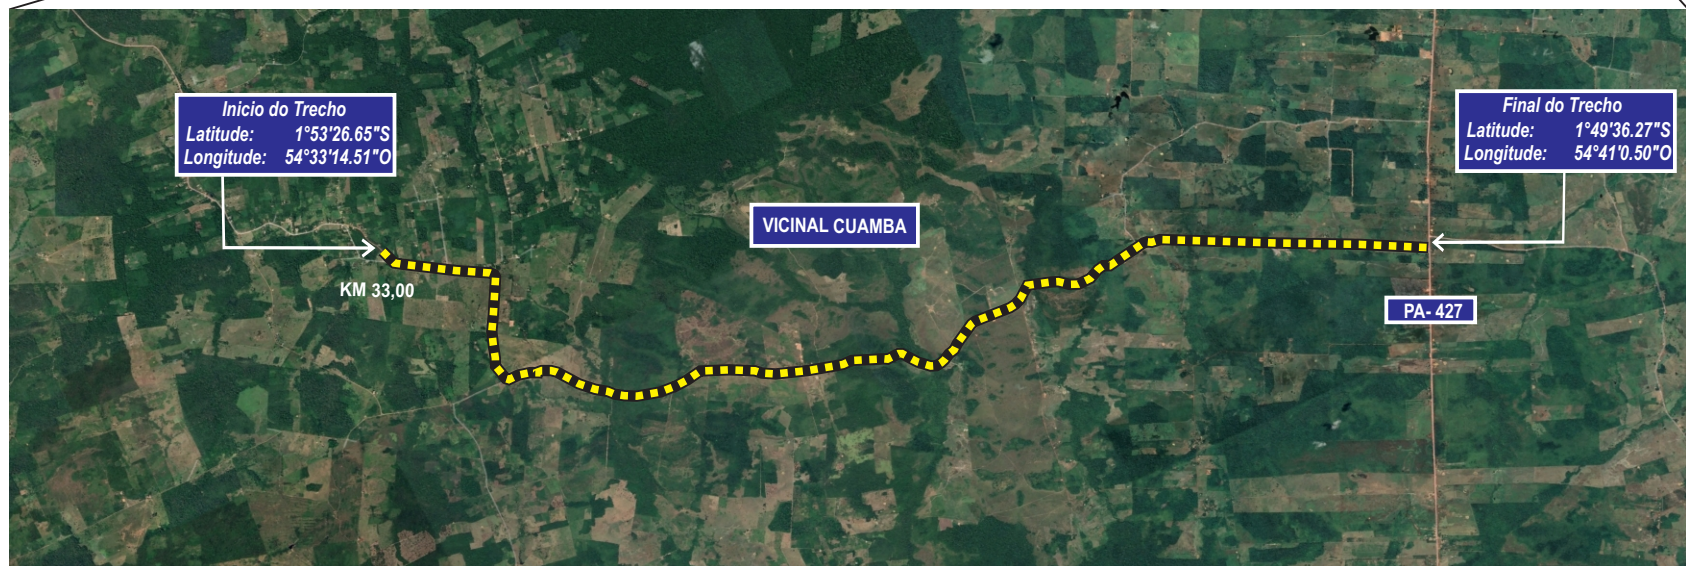 Inicio do Trecho
Latitude: 1°53'26.65"S
Longitude: 54°33'14.51"O
Final do Trecho
Latitude: 1°49'36.27"S
Longitude: 54°41'0.50"O
VICINAL CUAMBA
KM 33,00
PA- 427